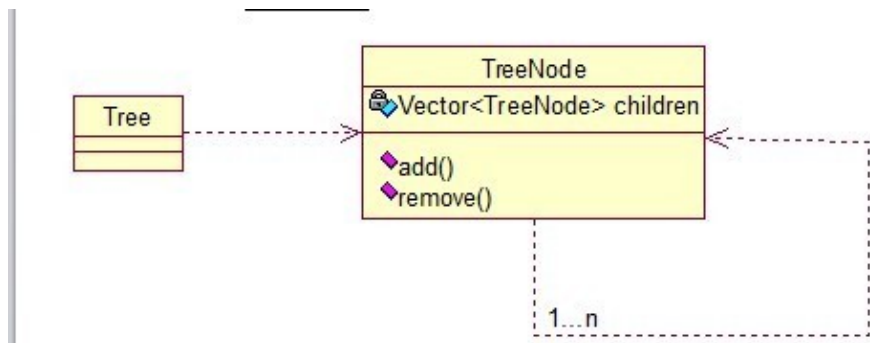 Tree
TreeNode
Vector<TreeNode> children
add()
remove()
1...n